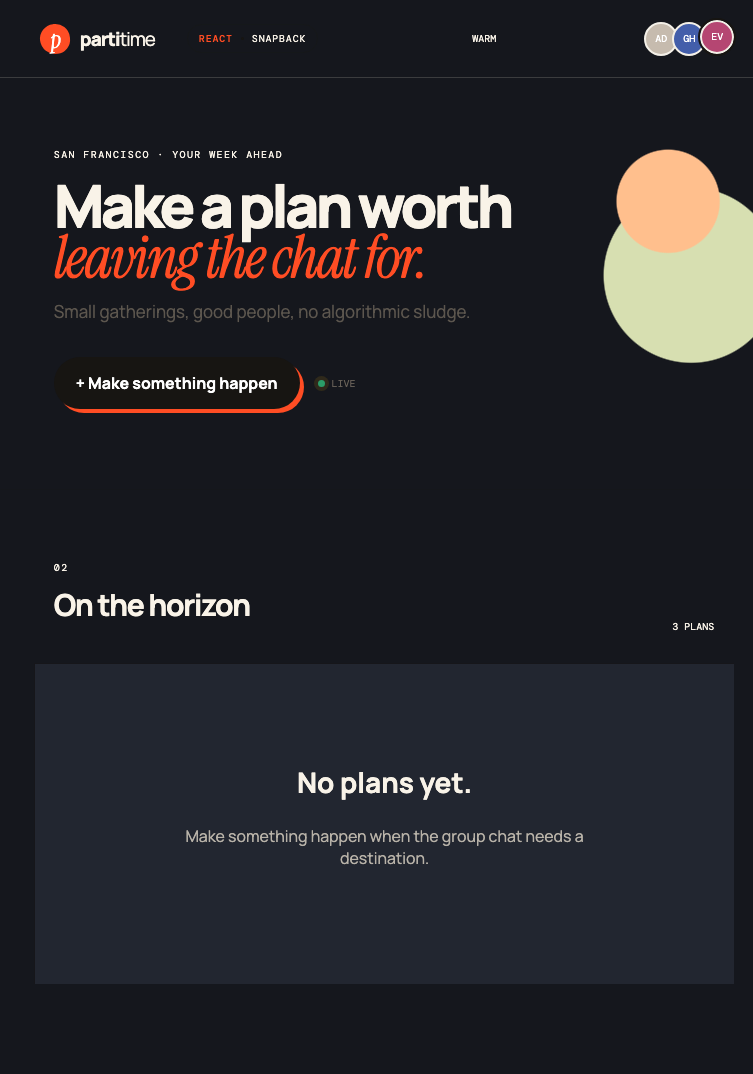 p partitime REACT SNAPBACK WARM AD GH EV
SAN FRANCISCO · YOUR WEEK AHEAD
Make a plan worth
leaving the chat for.
Small gatherings, good people, no algorithmic sludge.
+ Make something happen LIVE
02
On the horizon
3 PLANS
No plans yet.
Make something happen when the group chat needs a
destination.